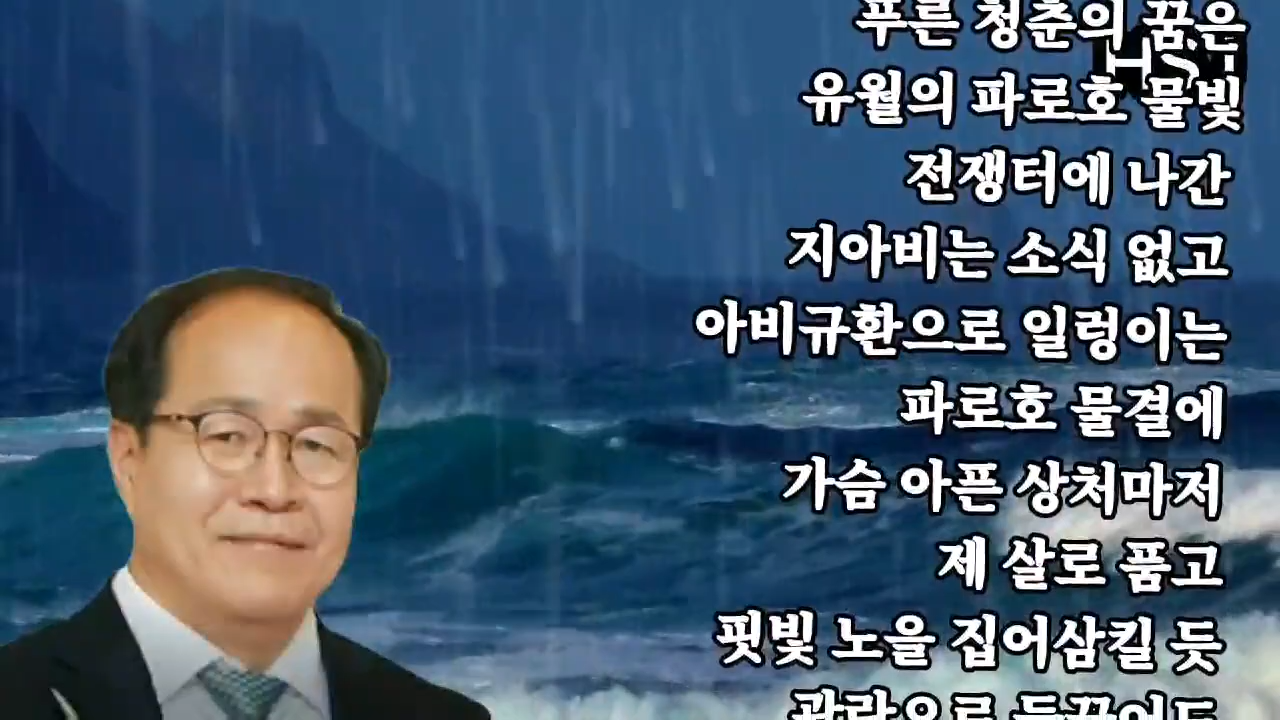 푸른 청춘의 꿈은
유월의 파로호 물빛
전쟁터에 나간
지아비는 소식 없고
아비규환으로 일렁이는
파로호 물결에
가슴 아픈 상처마저
제 살로 품고
핏빛 노을 집어삼킬 듯